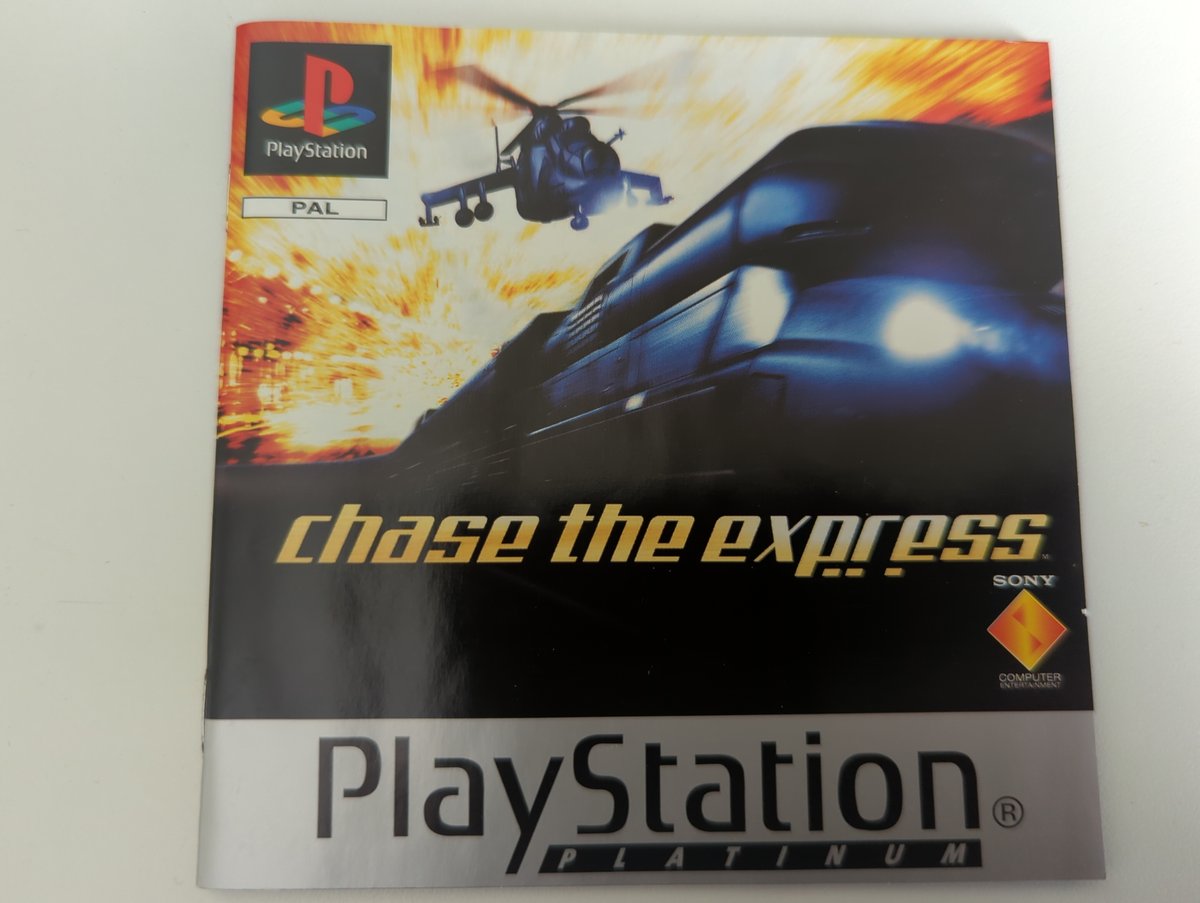 PlayStation
PAL
chase the express
SONY
COMPUTER
ENTERTAINMENT
PlayStation®
PLATINUM